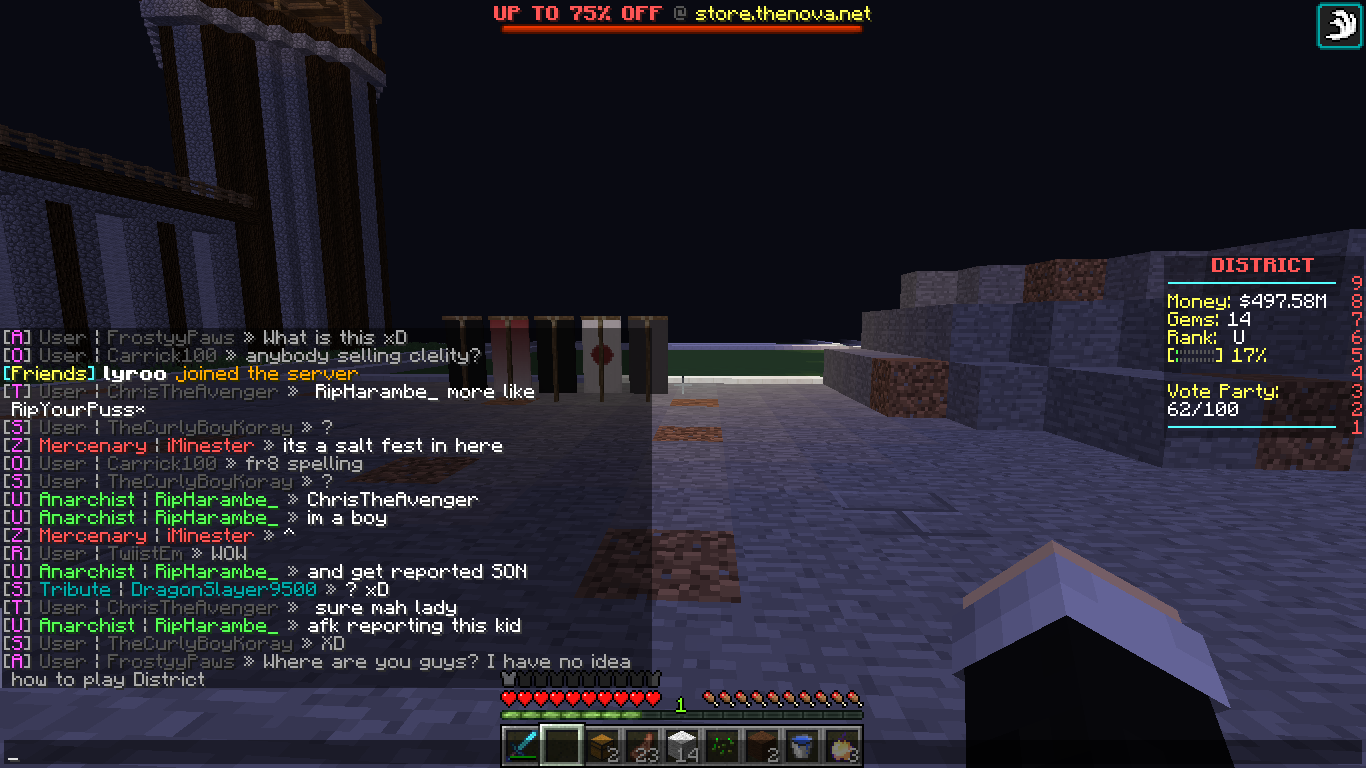 UP TO 75% OFF @ store.thenova.net
[A] User ¦ FrostyyPaws » What is this xD
[O] User ¦ Carrick100 » anybody selling clelity?
[Friends] lyroo joined the server
[T] User ¦ ChrisTheAvenger » RipHarambe_ more like
RipYourPuss*
[S] User ¦ TheCurlyBoyKoray » ?
[Z] Mercenary ¦ iMinester » its a salt fest in here
[O] User ¦ Carrick100 » fr8 spelling
[S] User ¦ TheCurlyBoyKoray » ?
[U] Anarchist ¦ RipHarambe_ » ChrisTheAvenger
[U] Anarchist ¦ RipHarambe_ » im a boy
[Z] Mercenary ¦ iMinester » ^
[R] User ¦ TwiistEm » WOW
[U] Anarchist ¦ RipHarambe_ » and get reported SON
[S] Tribute ¦ DragonSlayer9500 » ? xD
[T] User ¦ ChrisTheAvenger » sure mah lady
[U] Anarchist ¦ RipHarambe_ » afk reporting this kid
[S] User ¦ TheCurlyBoyKoray » XD
[A] User ¦ FrostyyPaws » Where are you guys? I have no idea
how to play District
_
DISTRICT
9
Money: $497.58M 8
Gems: 14 7
Rank: U 6
[¦¦¦¦¦¦¦¦¦¦] 17% 5
4
Vote Party: 3
62/100 2
1
1
2 23 14 2 3